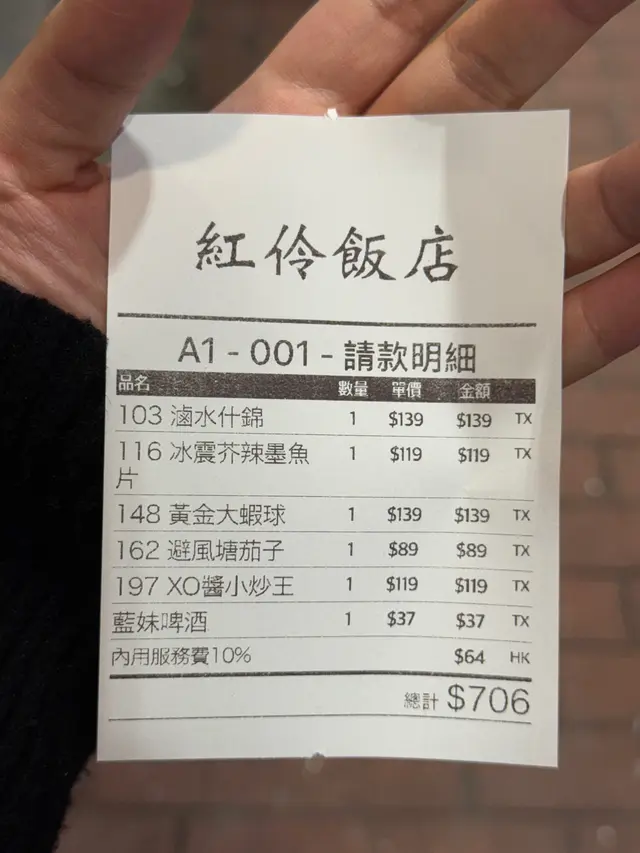 紅伶飯店
A1 - 001 - 請款明細
品名 數量 單價 金額
103 滷水什錦 1 $139 $139 TX
116 冰震芥辣墨魚 1 $119 $119 TX
片
148 黃金大蝦球 1 $139 $139 TX
162 避風塘茄子 1 $89 $89 TX
197 XO醬小炒王 1 $119 $119 TX
藍妹啤酒 1 $37 $37 TX
內用服務費10% $64 HK
總計 $706